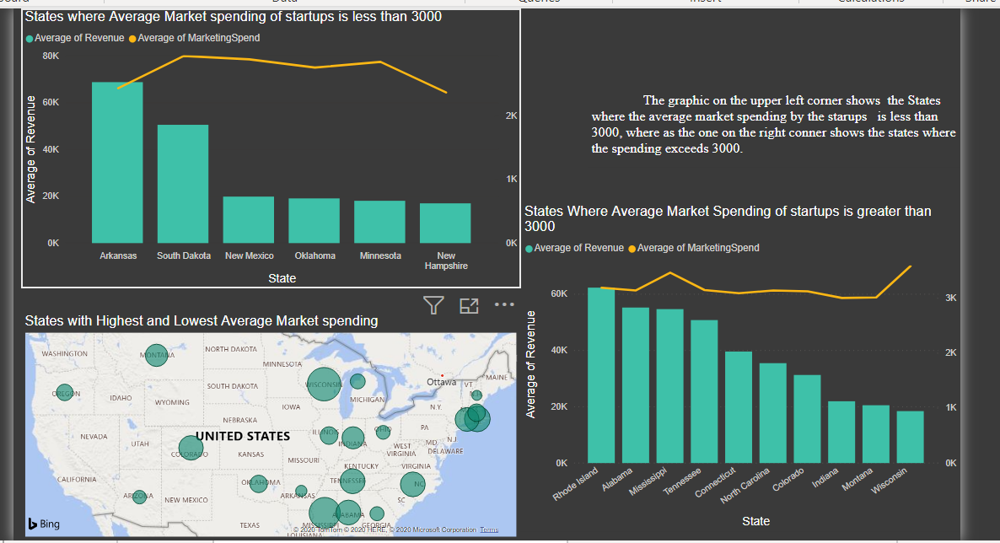 Data
Queries
Insert
Calculations
Share
States where Average Market spending of startups is less than 3000
Average of Revenue Average of MarketingSpend
80K
60K
40K
20K
0K
Average of Revenue
2K
1K
0K
Arkansas South Dakota New Mexico Oklahoma Minnesota New
Hampshire
State
The graphic on the upper left corner shows the States
where the average market spending by the starups is less than
3000, where as the one on the right conner shows the states where
the spending exceeds 3000.
States Where Average Market Spending of startups is greater than
3000
Average of Revenue Average of MarketingSpend
60K
40K
20K
0K
Average of Revenue
3K
2K
1K
0K
Rhode Island Alabama Mississippi Tennessee Connecticut North Carolina Colorado Indiana Montana Wisconsin
State
States with Highest and Lowest Average Market spending
WASHINGTON
MONTANA
NORTH DAKOTA
MINNESOTA
Ottawa
MAINE
VT
N.H.
OREGON
IDAHO
WYOMING
SOUTH DAKOTA
WISCONSIN
MICHIGAN
N.Y.
IOWA
NEBRASKA
NEVADA
UTAH
COLORADO
UNITED STATES
KANSAS
ILLINOIS
INDIANA
OHIO
PA
N.J.
MD
DELAWARE
WEST
VIRGINIA
VIRGINIA
MISSOURI
KENTUCKY
CALIFORNIA
ARIZONA
NEW MEXICO
OKLAHOMA
ARKANSAS
TENNESSEE
NC
SC
TEXAS
MISSISSIPPI
ALABAMA
GEORGIA
LOUISIANA
Bing
© 2020 TomTom © 2020 HERE, © 2020 Microsoft Corporation Terms